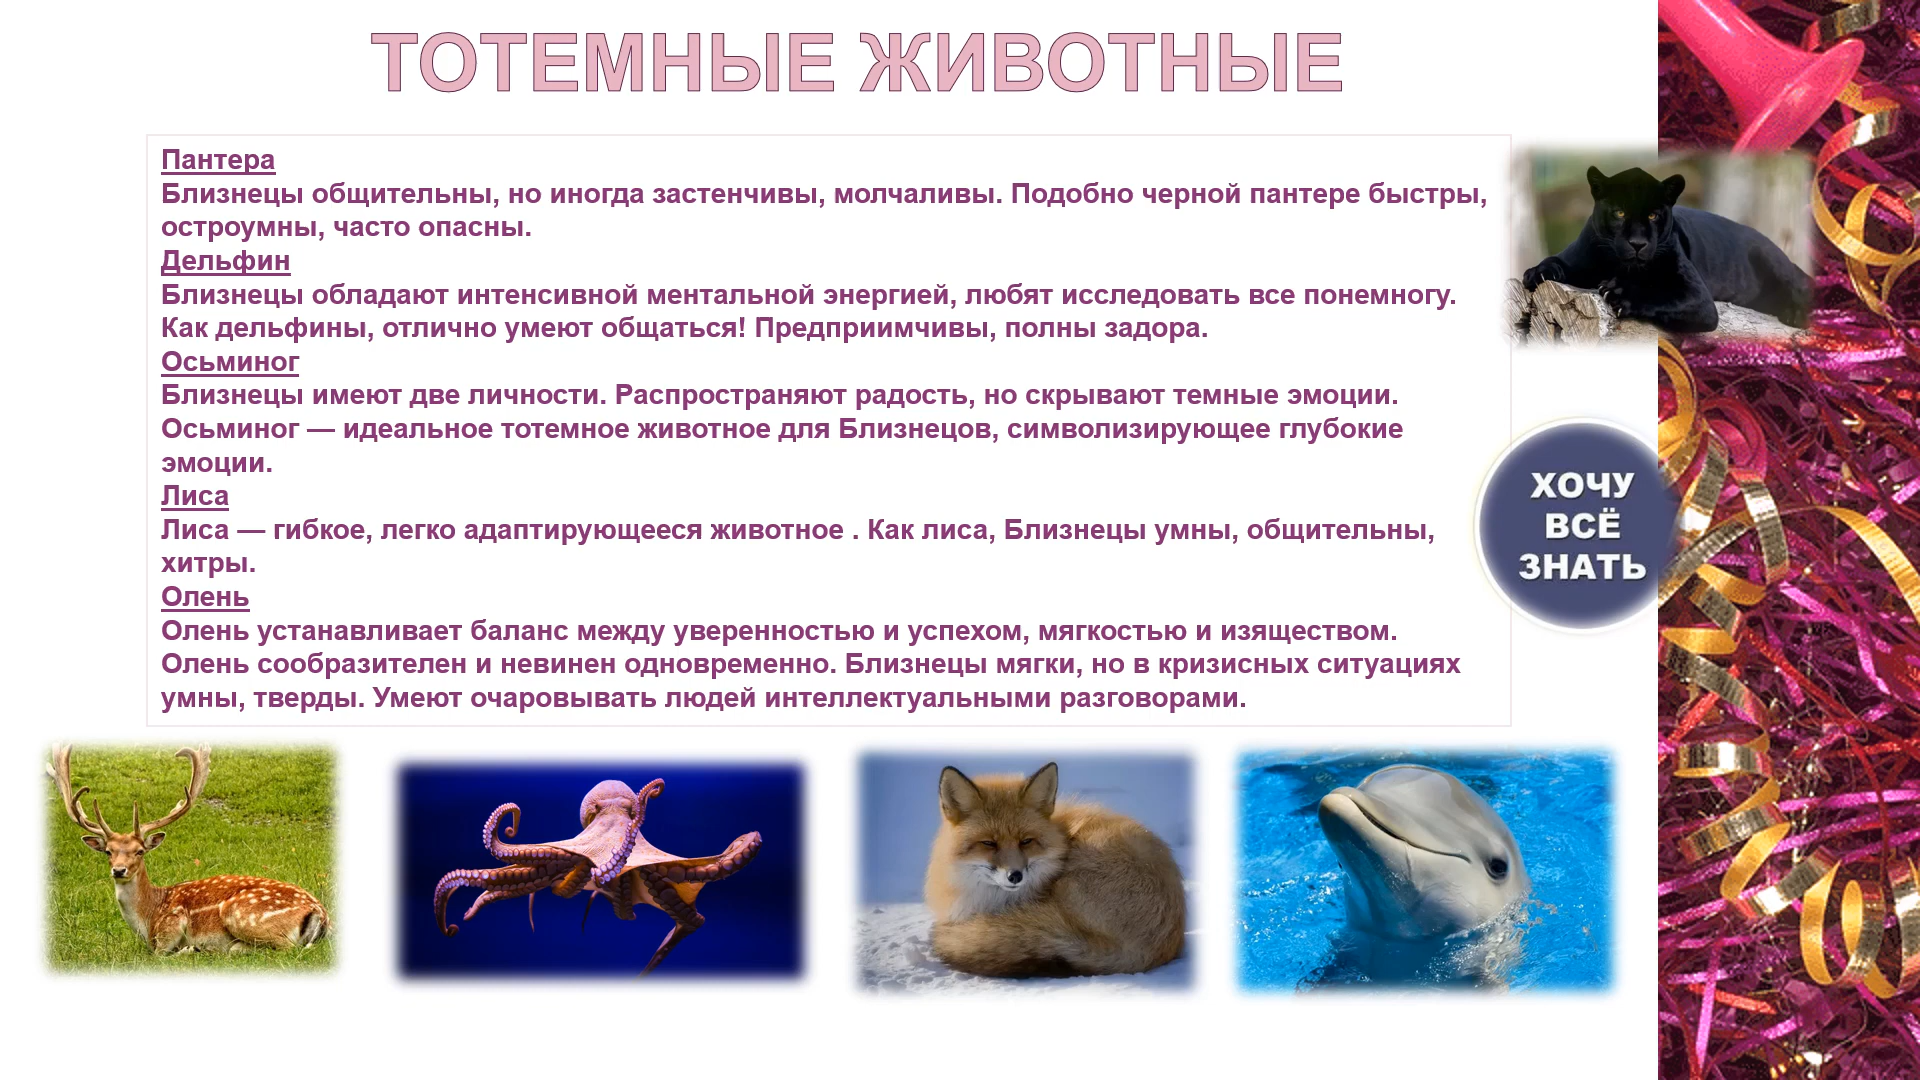 ТОТЕМНЫЕ ЖИВОТНЫЕ
Пантера
Близнецы общительны, но иногда застенчивы, молчаливы. Подобно черной пантере быстры,
остроумны, часто опасны.
Дельфин
Близнецы обладают интенсивной ментальной энергией, любят исследовать все понемногу.
Как дельфины, отлично умеют общаться! Предприимчивы, полны задора.
Осьминог
Близнецы имеют две личности. Распространяют радость, но скрывают темные эмоции.
Осьминог — идеальное тотемное животное для Близнецов, символизирующее глубокие
эмоции.
Лиса
Лиса — гибкое, легко адаптирующееся животное . Как лиса, Близнецы умны, общительны,
хитры.
Олень
Олень устанавливает баланс между уверенностью и успехом, мягкостью и изяществом.
Олень сообразителен и невинен одновременно. Близнецы мягки, но в кризисных ситуациях
умны, тверды. Умеют очаровывать людей интеллектуальными разговорами.
ХОЧУ
ВСЁ
ЗНАТЬ